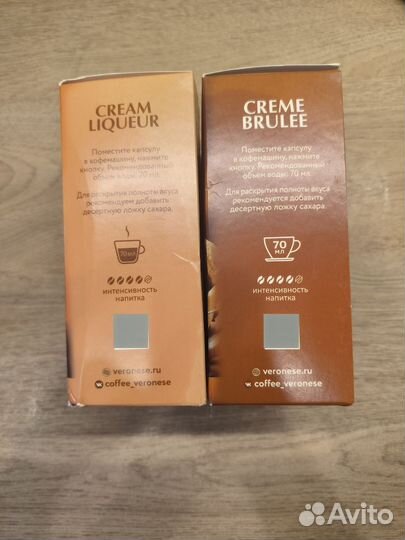 CREAM
LIQUEUR
Поместите капсулу
в кофемашину, нажмите
кнопку. Рекомендованный
объем воды: 70 мл.
Для раскрытия полноты вкуса
рекомендуем добавить
десертную ложку сахара.
70 мл
интенсивность
напитка
veronese.ru
coffee_veronese
CREME
BRULEE
Поместите капсулу
в кофемашину, нажмите
кнопку. Рекомендованный
объем воды: 70 мл.
Для раскрытия полноты вкуса
рекомендуется добавить
десертную ложку сахара.
70
МЛ
интенсивность
напитка
veronese.ru
coffee_veronese
Avito